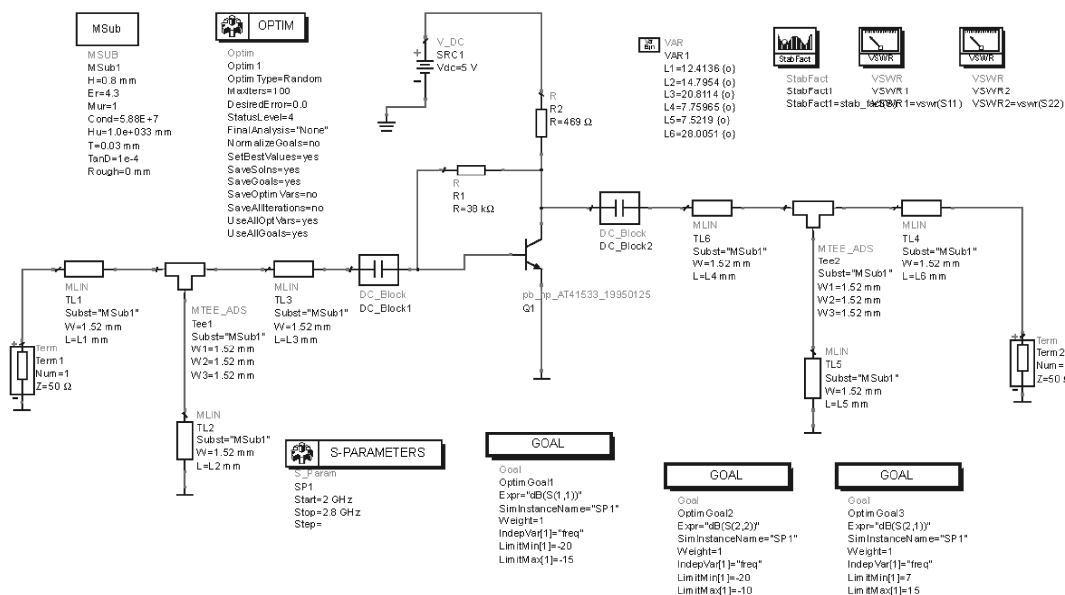 MSub
MSUB
MSub1
H=0.8 mm
Er=4.3
Mur=1
Cond=5.88E+7
Hu=1.0e+033 mm
T=0.03 mm
TanD=1e-4
Rough=0 mm
OPTIM
Optim
Optim1
OptimType=Random
MaxIters=100
DesiredError=0.0
StatusLevel=4
FinalAnalysis="None"
NormalizeGoals=no
SetBestValues=yes
SaveSolns=yes
SaveGoals=yes
SaveOptimVars=no
SaveAllIterations=no
UseAllOptVars=yes
UseAllGoals=yes
V_DC
SRC1
Vdc=5 V
R
R2
R=469 Ω
R
R1
R=38 kΩ
Var
Eqn
VAR
VAR1
L1=12.4136 {o}
L2=14.7954 {o}
L3=20.8114 {o}
L4=7.75965 {o}
L5=7.5219 {o}
L6=28.0051 {o}
StabFact
StabFact
StabFact1
StabFact1=stab_fact(S)
VSWR
VSWR
VSWR1
VSWR1=vswr(S11)
VSWR
VSWR
VSWR2
VSWR2=vswr(S22)
Term
Term1
Num=1
Z=50 Ω
MLIN
TL1
Subst="MSub1"
W=1.52 mm
L=L1 mm
MTEE_ADS
Tee1
Subst="MSub1"
W1=1.52 mm
W2=1.52 mm
W3=1.52 mm
MLIN
TL2
Subst="MSub1"
W=1.52 mm
L=L2 mm
MLIN
TL3
Subst="MSub1"
W=1.52 mm
L=L3 mm
DC_Block
DC_Block1
pb_hp_AT41533_19950125
Q1
DC_Block
DC_Block2
MLIN
TL6
Subst="MSub1"
W=1.52 mm
L=L4 mm
MTEE_ADS
Tee2
Subst="MSub1"
W1=1.52 mm
W2=1.52 mm
W3=1.52 mm
MLIN
TL4
Subst="MSub1"
W=1.52 mm
L=L6 mm
MLIN
TL5
Subst="MSub1"
W=1.52 mm
L=L5 mm
Term
Term2
Num=
Z=50 Ω
S-PARAMETERS
S_Param
SP1
Start=2 GHz
Stop=2.8 GHz
Step=
GOAL
Goal
OptimGoal1
Expr="dB(S(1,1))"
SimInstanceName="SP1"
Weight=1
IndepVar[1]="freq"
LimitMin[1]=-20
LimitMax[1]=-15
GOAL
Goal
OptimGoal2
Expr="dB(S(2,2))"
SimInstanceName="SP1"
Weight=1
IndepVar[1]="freq"
LimitMin[1]=-20
LimitMax[1]=-10
GOAL
Goal
OptimGoal3
Expr="dB(S(2,1))"
SimInstanceName="SP1"
Weight=1
IndepVar[1]="freq"
LimitMin[1]=7
LimitMax[1]=15